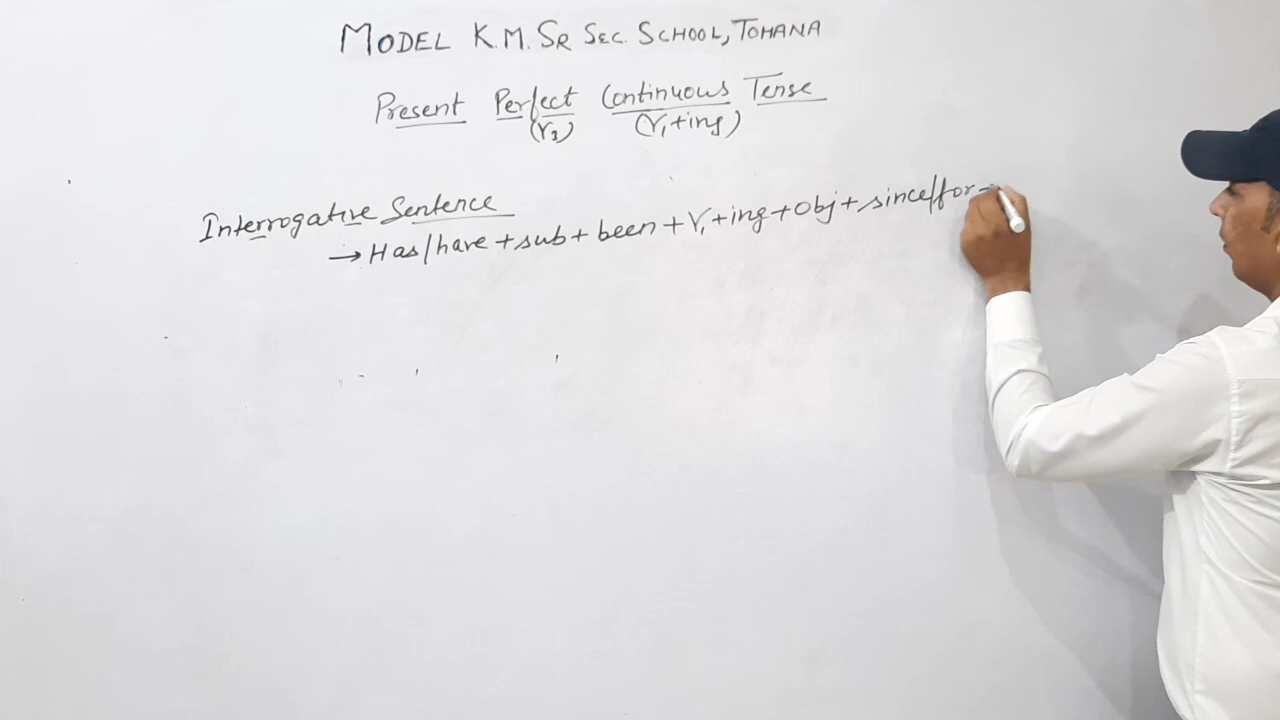 MODEL K.M. SR SEC. SCHOOL, TOHANA
Present Perfect Continuous Tense
(V3) (V1+ing)
Interrogative Sentence
→ Has/have + sub + been + V1 + ing + Obj + since/for -